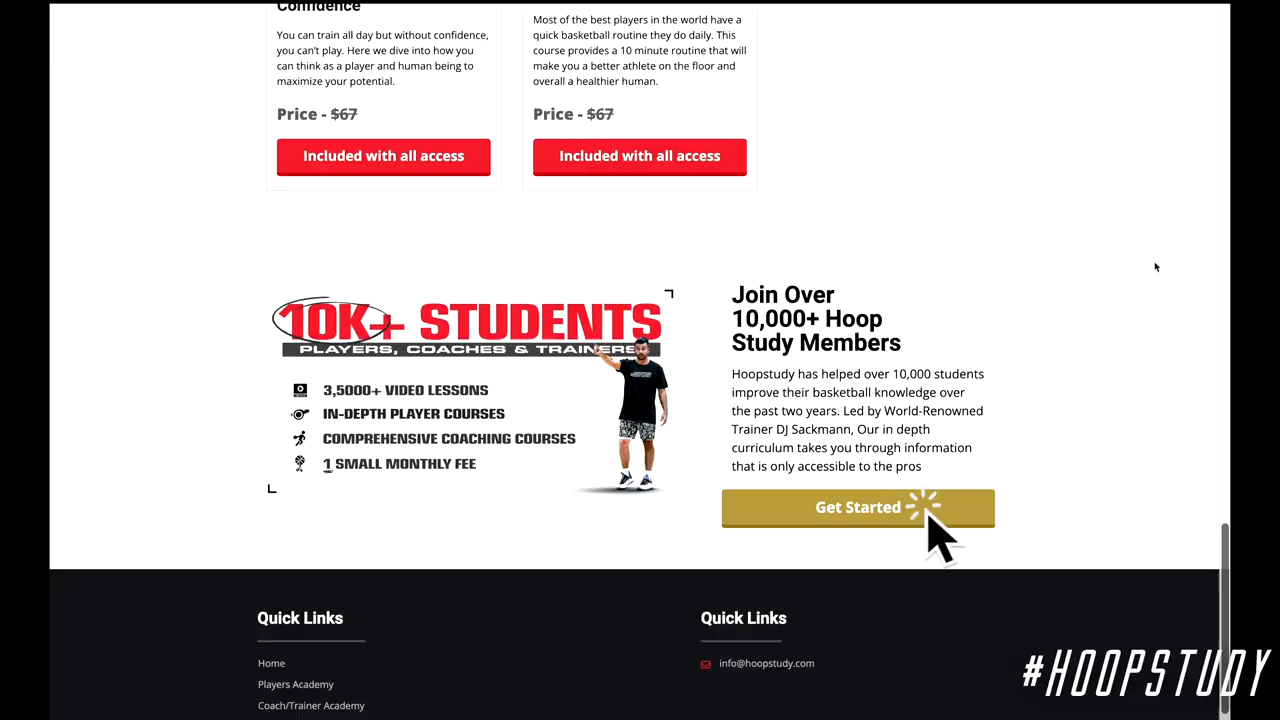 Confidence
You can train all day but without confidence,
you can't play. Here we dive into how you
can think as a player and human being to
maximize your potential.
Price - $67
Included with all access
Most of the best players in the world have a
quick basketball routine they do daily. This
course provides a 10 minute routine that will
make you a better athlete on the floor and
overall a healthier human.
Price - $67
Included with all access
10K+ STUDENTS
PLAYERS, COACHES & TRAINERS
3,5000+ VIDEO LESSONS
IN-DEPTH PLAYER COURSES
COMPREHENSIVE COACHING COURSES
1 SMALL MONTHLY FEE
Join Over
10,000+ Hoop
Study Members
Hoopstudy has helped over 10,000 students
improve their basketball knowledge over
the past two years. Led by World-Renowned
Trainer DJ Sackmann, Our in depth
curriculum takes you through information
that is only accessible to the pros
Get Started
Quick Links
Home
Players Academy
Coach/Trainer Academy
Quick Links
info@hoopstudy.com
#HOOPSTUDY